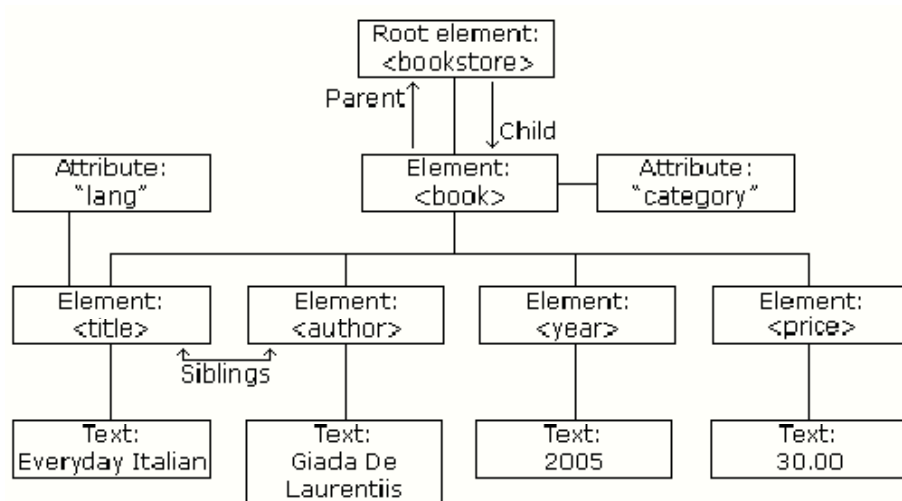 Root element:
<bookstore>
Parent
Child
Attribute:
“lang”
Element:
<book>
Attribute:
“category”
Element:
<title>
Element:
<author>
Element:
<year>
Element:
<price>
Siblings
Text:
Everyday Italian
Text:
Giada De
Laurentiis
Text:
2005
Text:
30.00